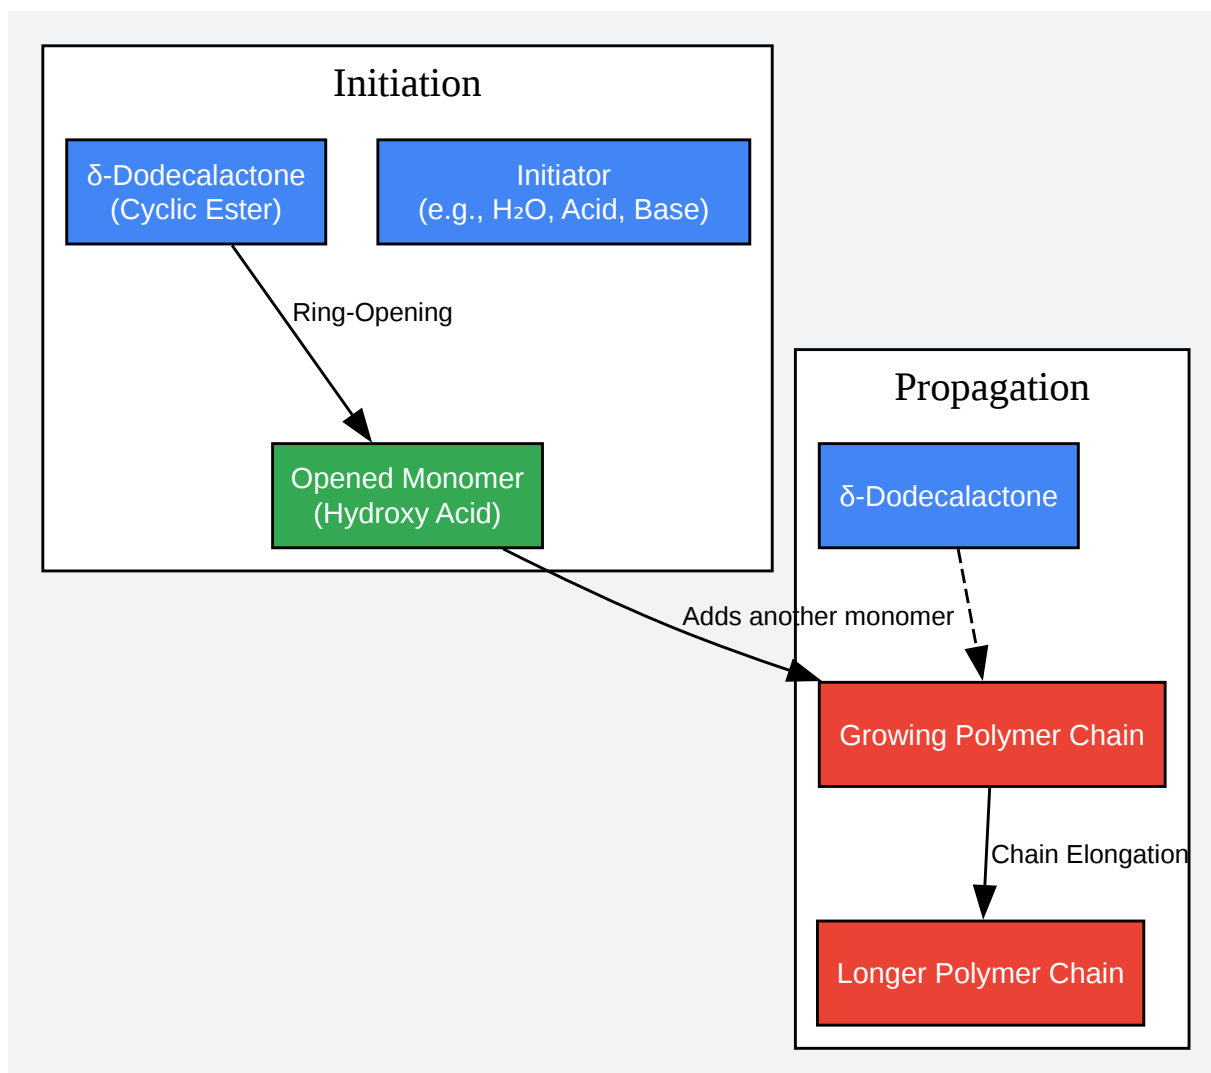 Initiation
δ-Dodecalactone
(Cyclic Ester)
Initiator
(e.g., H₂O, Acid, Base)
Ring-Opening
Opened Monomer
(Hydroxy Acid)
Propagation
δ-Dodecalactone
Adds another monomer
Growing Polymer Chain
Chain Elongation
Longer Polymer Chain